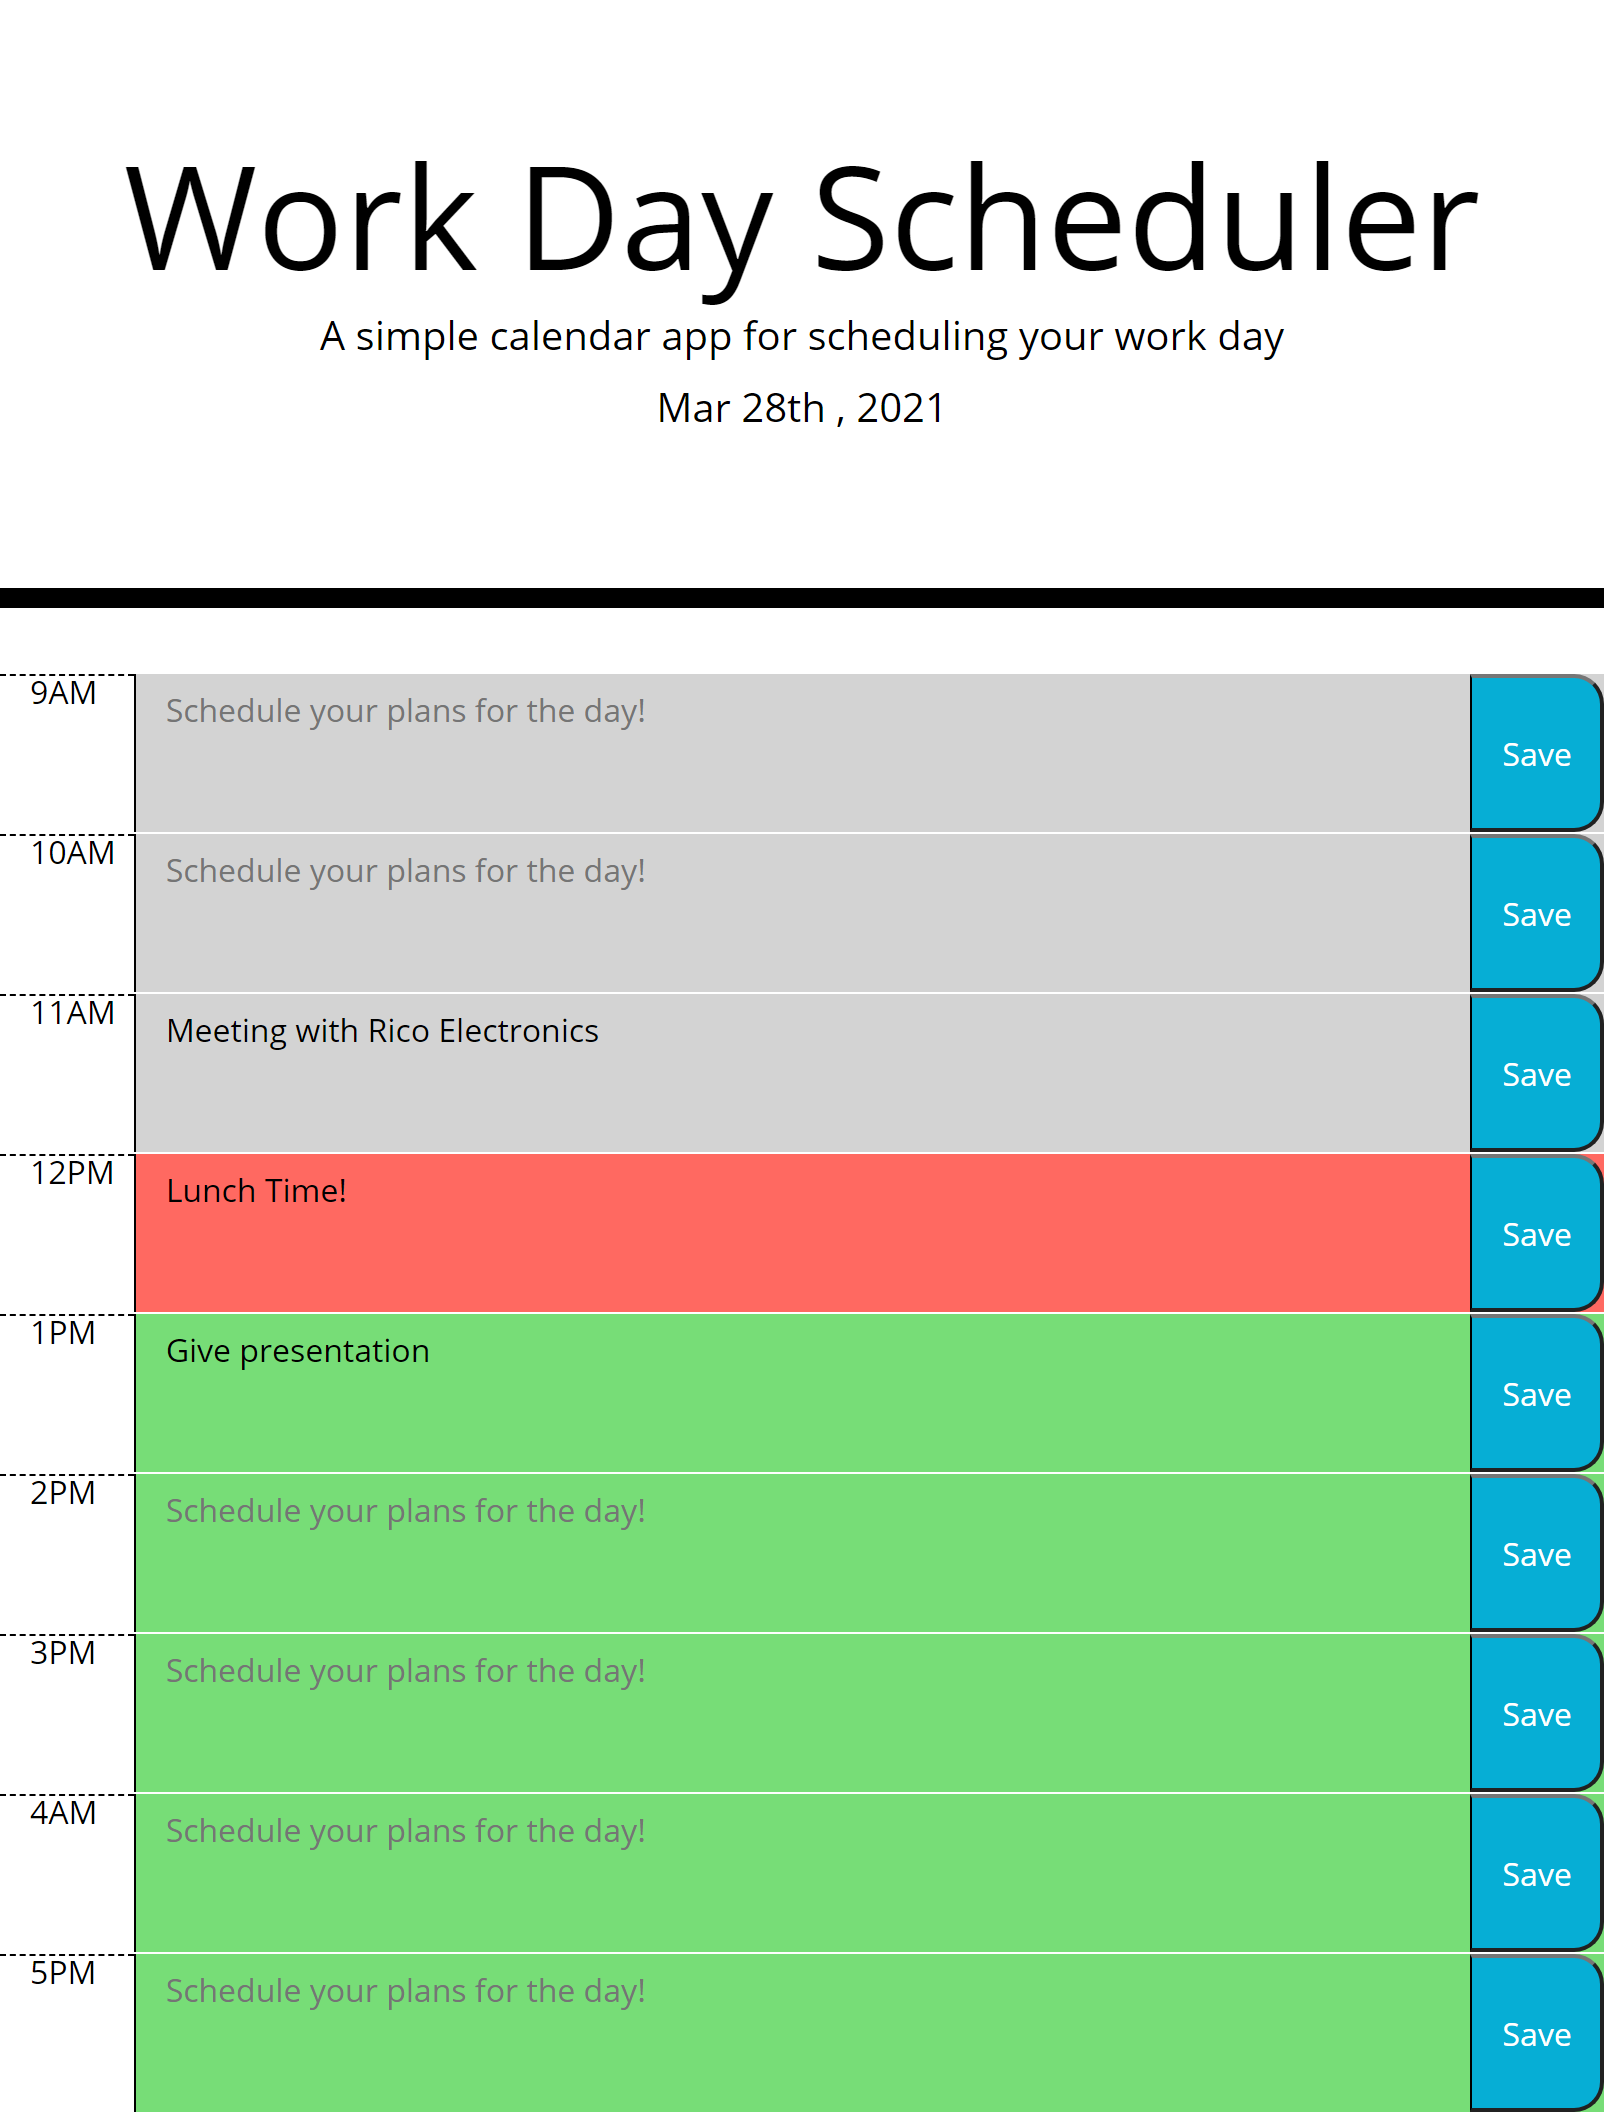 Work Day Scheduler
A simple calendar app for scheduling your work day
Mar 28th , 2021
9AM
Schedule your plans for the day!
Save
10AM
Schedule your plans for the day!
Save
11AM
Meeting with Rico Electronics
Save
12PM
Lunch Time!
Save
1PM
Give presentation
Save
2PM
Schedule your plans for the day!
Save
3PM
Schedule your plans for the day!
Save
4AM
Schedule your plans for the day!
Save
5PM
Schedule your plans for the day!
Save